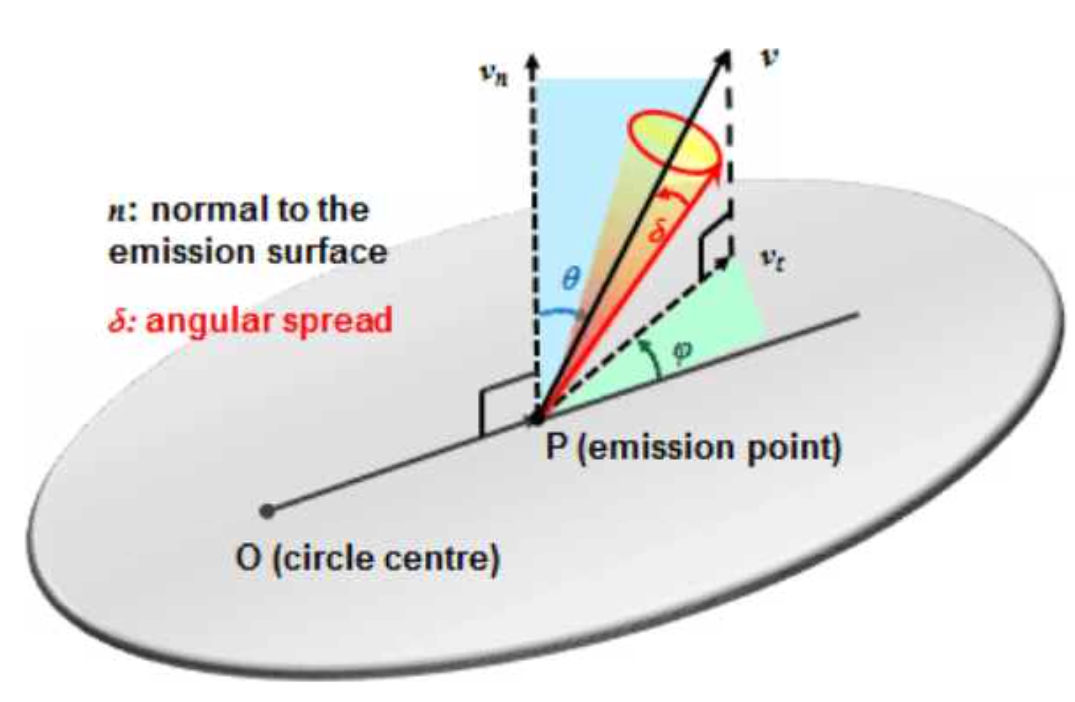 vₙ
v
n: normal to the
emission surface
δ: angular spread
θ
δ
vₜ
φ
P (emission point)
O (circle centre)